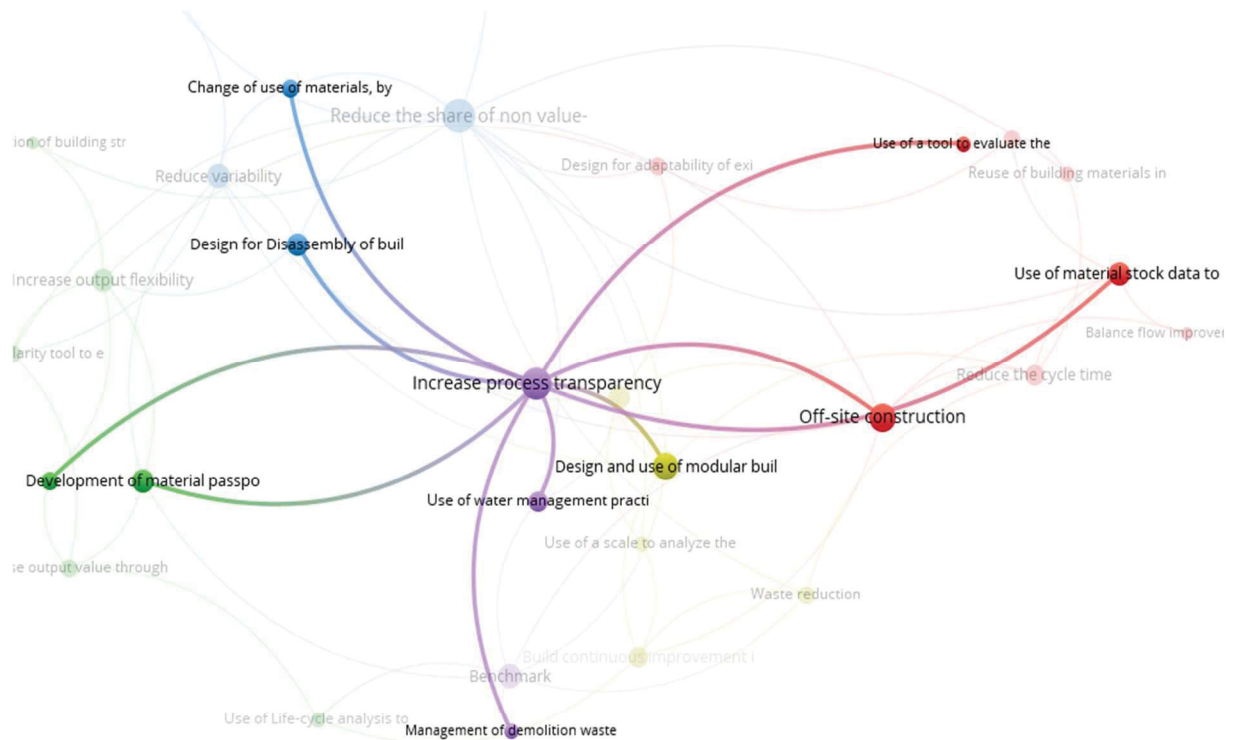 Change of use of materials, by
Reduce the share of non value-
ion of building str
Use of a tool to evaluate the
Design for adaptability of exi
Reuse of building materials in
Reduce variability
Design for Disassembly of buil
Increase output flexibility
Use of material stock data to
Balance flow improver
larity tool to e
Reduce the cycle time
Increase process transparency
Off-site construction
Design and use of modular buil
Development of material passpo
Use of water management practi
Use of a scale to analyze the
se output value through
Waste reduction
Build continuous improvement i
Benchmark
Use of Life-cycle analysis to
Management of demolition waste